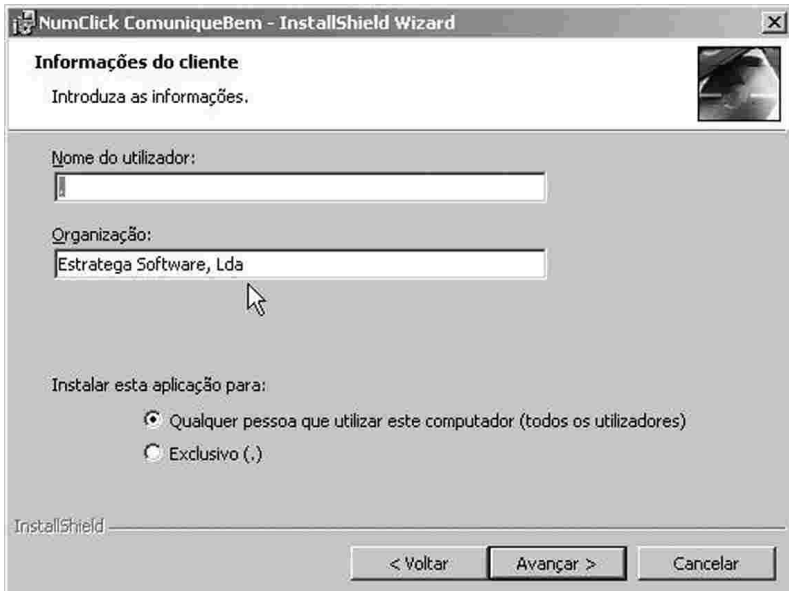 NumClick ComuniqueBem - InstallShield Wizard
Informações do cliente
Introduza as informações.
Nome do utilizador:
.
Organização:
Estratega Software, Lda
Instalar esta aplicação para:
Qualquer pessoa que utilizar este computador (todos os utilizadores)
Exclusivo (.)
InstallShield
< Voltar
Avançar >
Cancelar